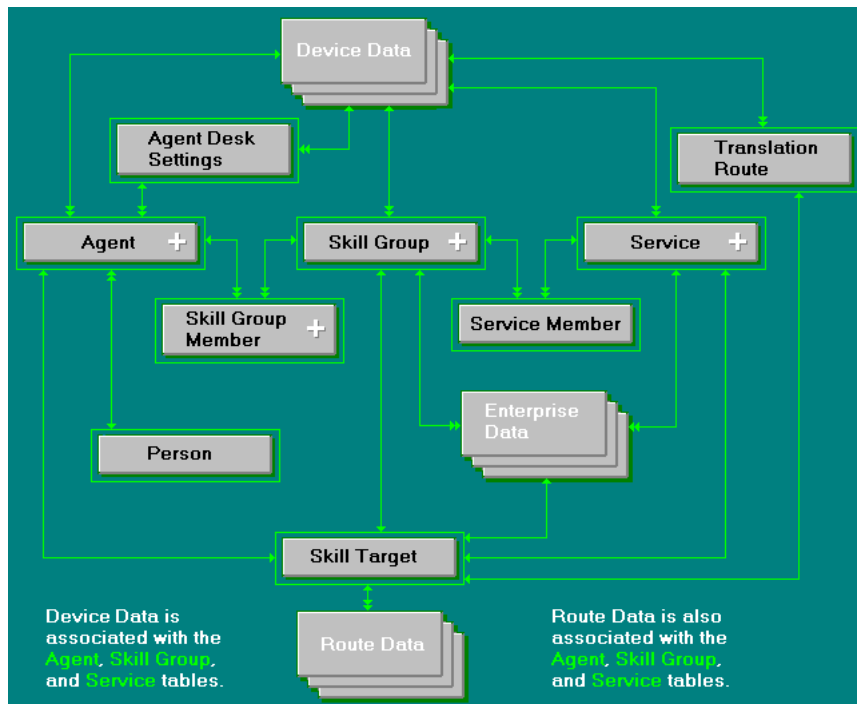 Device Data
Agent Desk
Settings
Translation
Route
Agent +
Skill Group +
Service +
Skill Group
Member +
Service Member
Enterprise
Data
Person
Skill Target
Device Data is
associated with the
Agent, Skill Group,
and Service tables.
Route Data
Route Data is also
associated with the
Agent, Skill Group,
and Service tables.